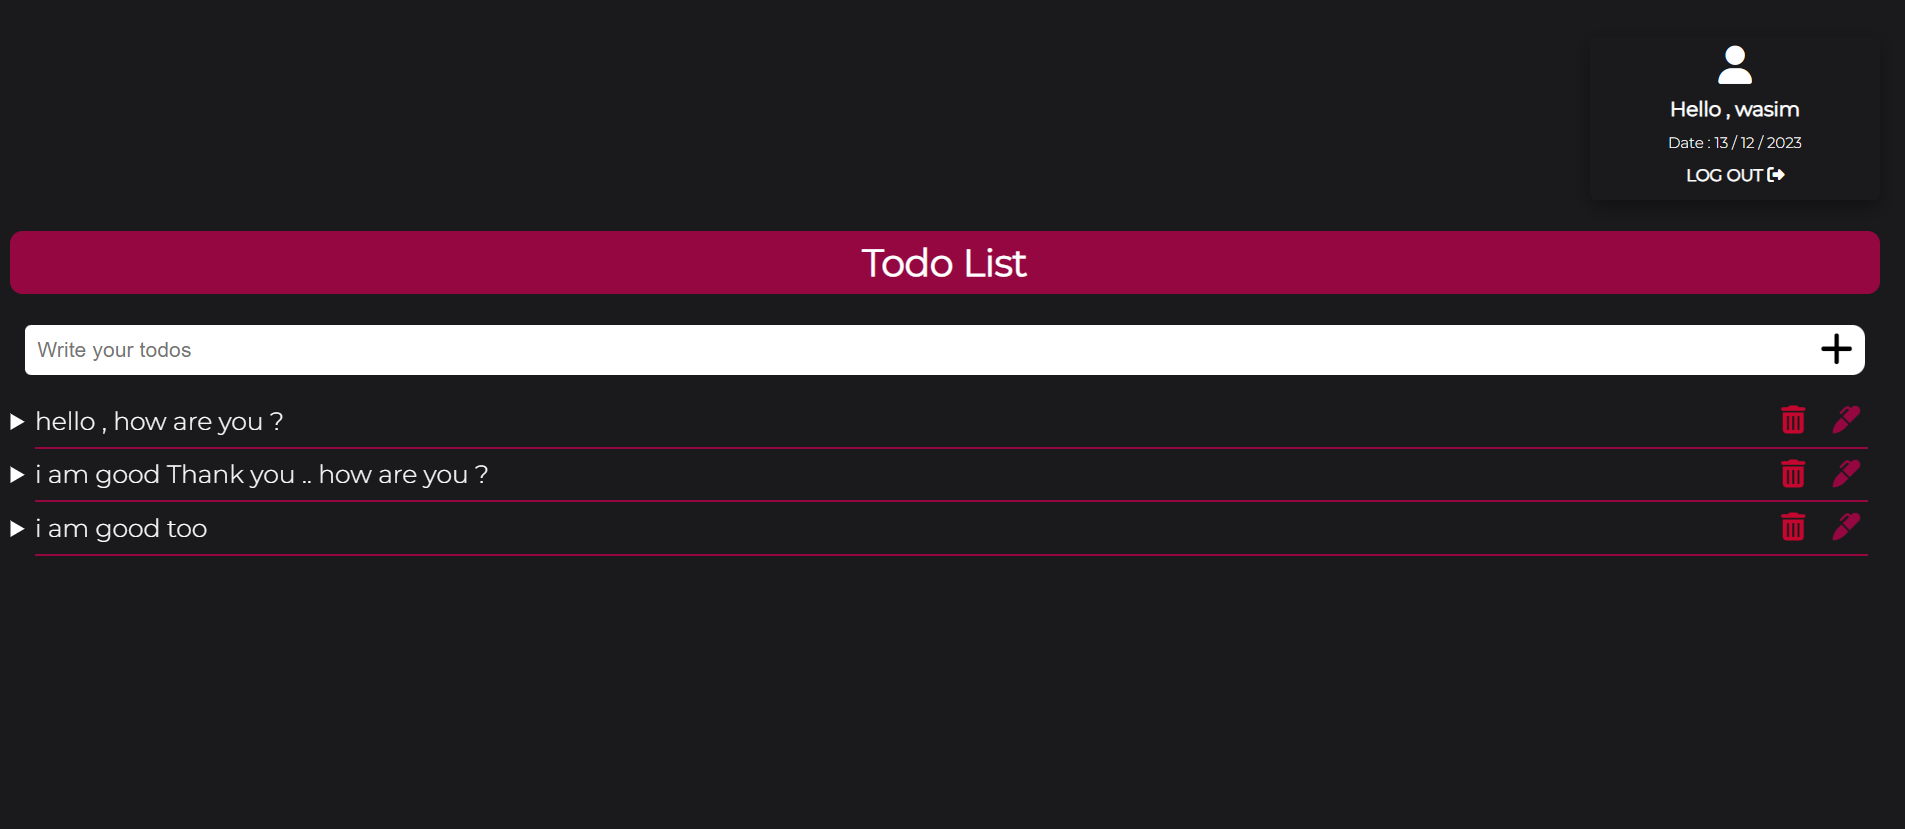 Hello , wasim
Date : 13 / 12 / 2023
LOG OUT
Todo List
Write your todos
hello , how are you ?
i am good Thank you .. how are you ?
i am good too